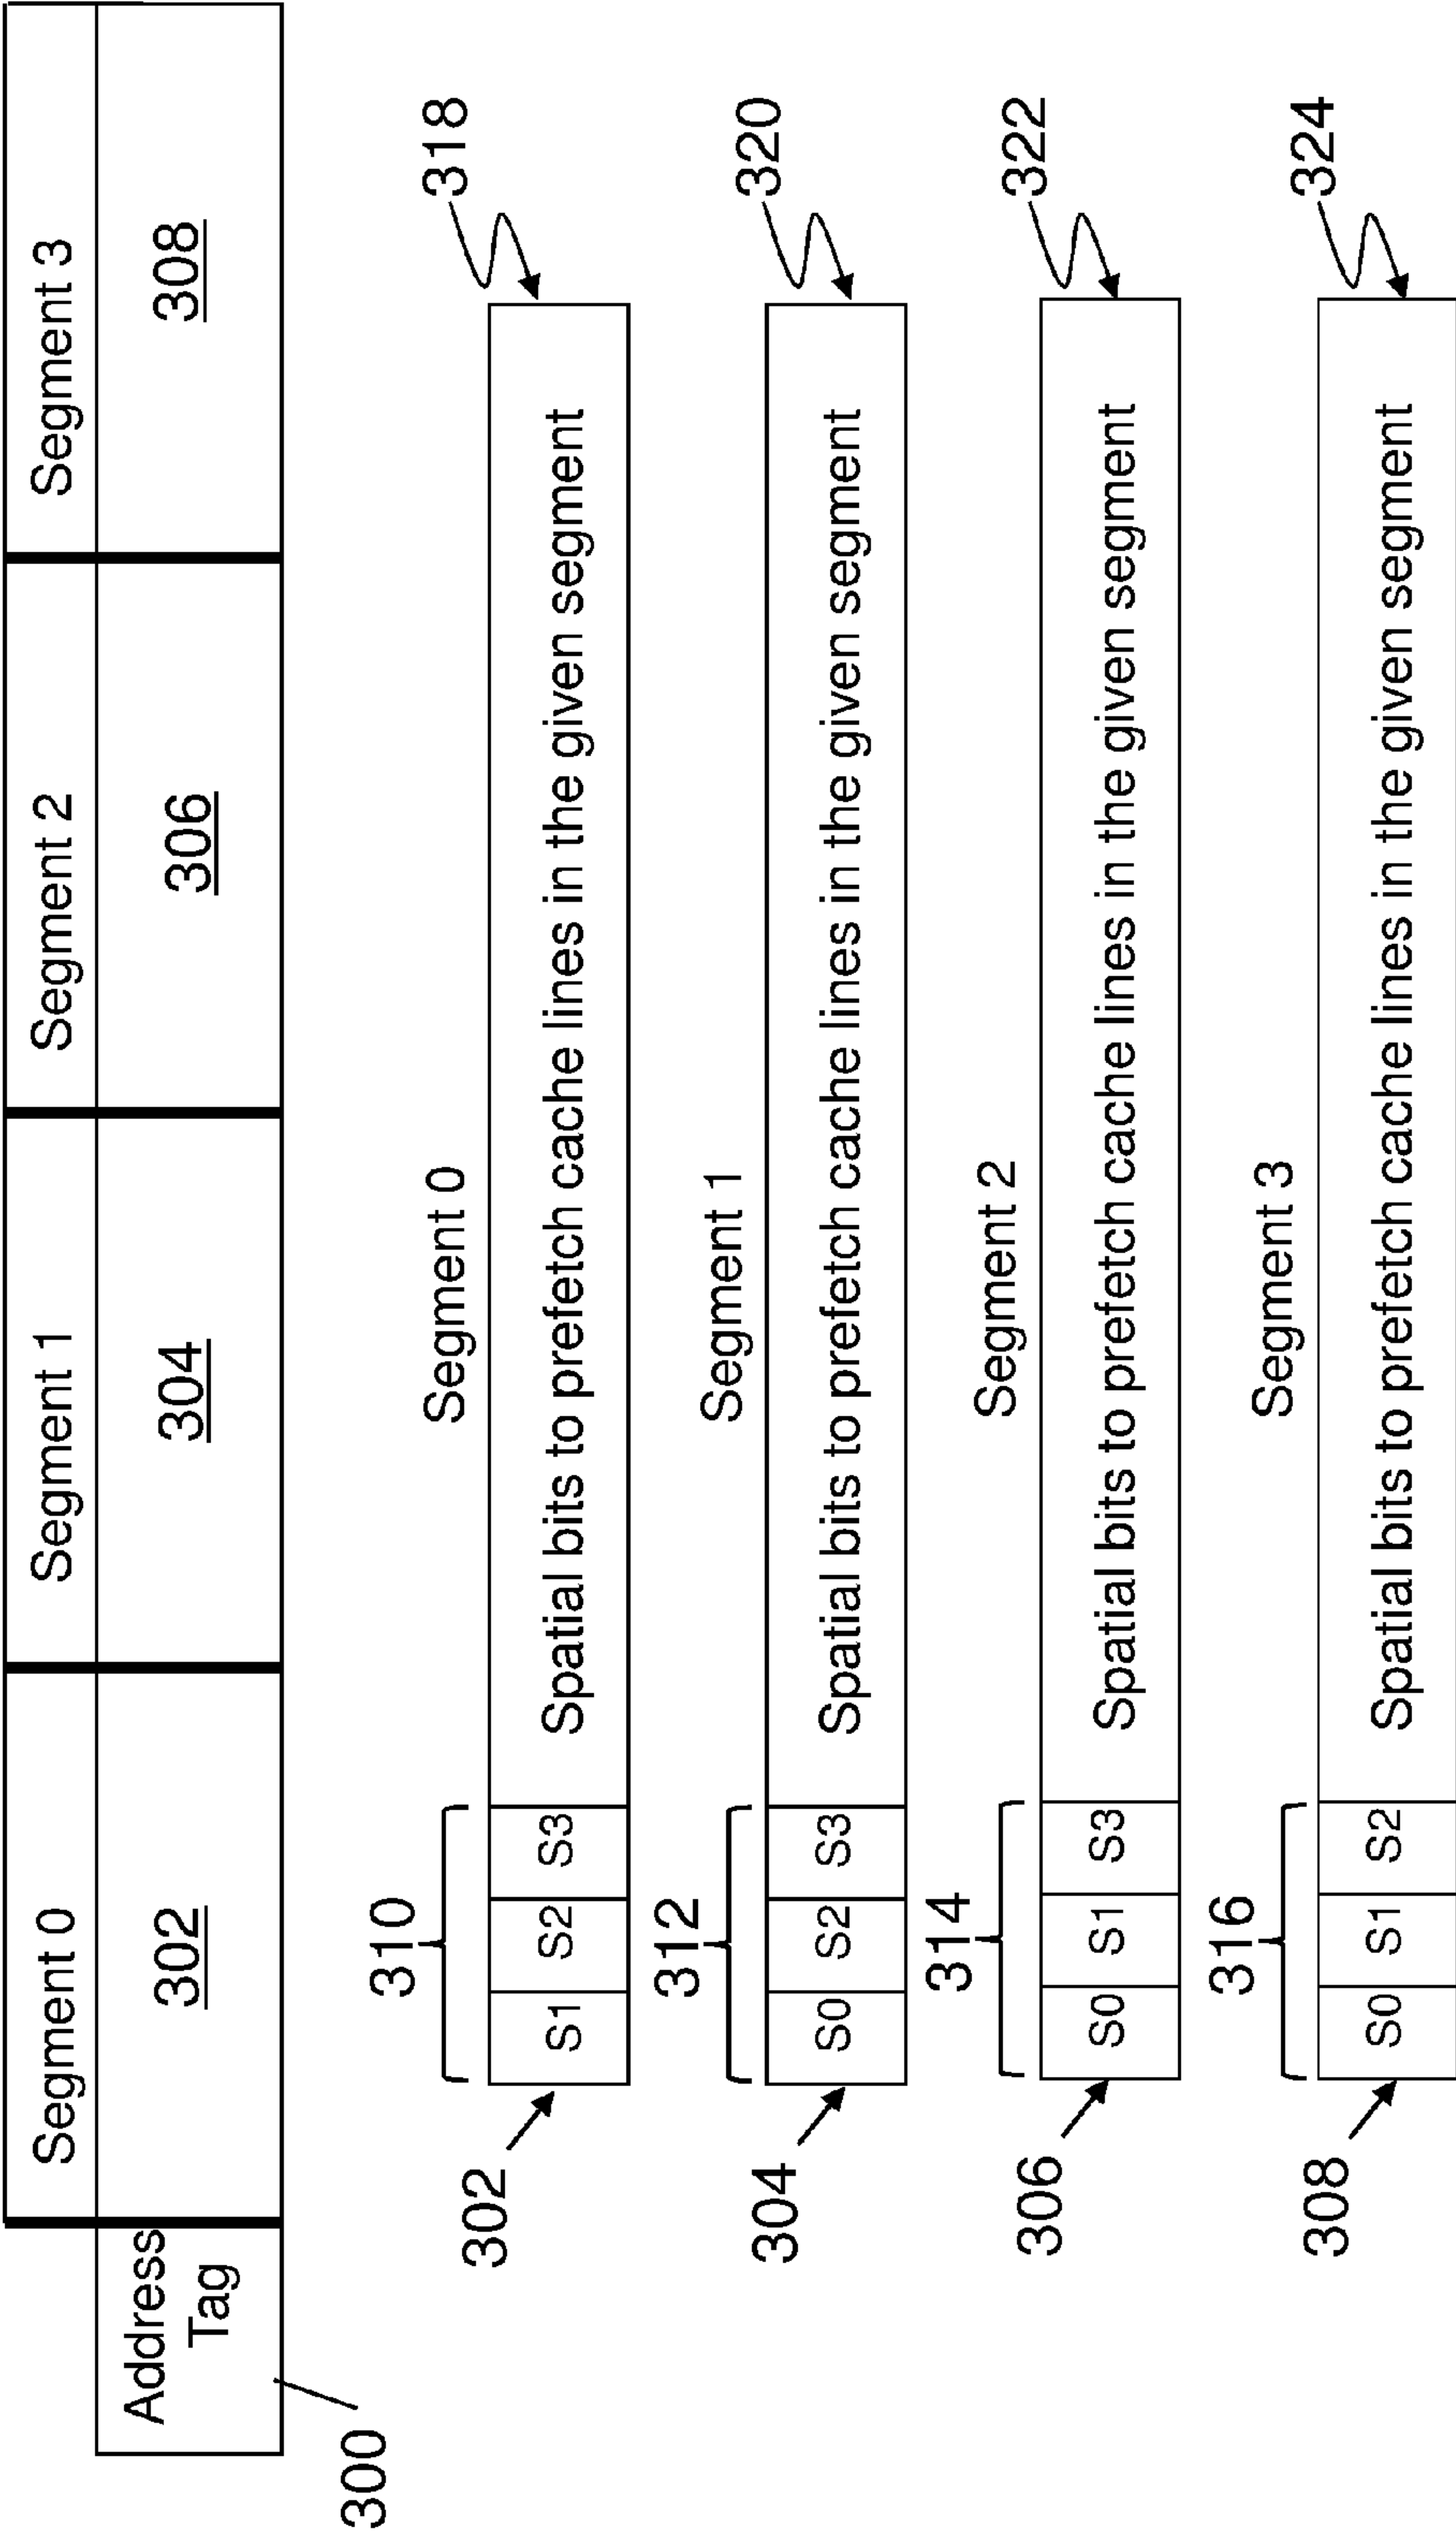 Segment 0 Segment 1 Segment 2 Segment 3
Address
Tag
302 304 306 308
300
Segment 0
310
318
302
S1 S2 S3 Spatial bits to prefetch cache lines in the given segment
Segment 1
312
320
304
S0 S2 S3 Spatial bits to prefetch cache lines in the given segment
Segment 2
314
322
306
S0 S1 S3 Spatial bits to prefetch cache lines in the given segment
Segment 3
316
324
308
S0 S1 S2 Spatial bits to prefetch cache lines in the given segment